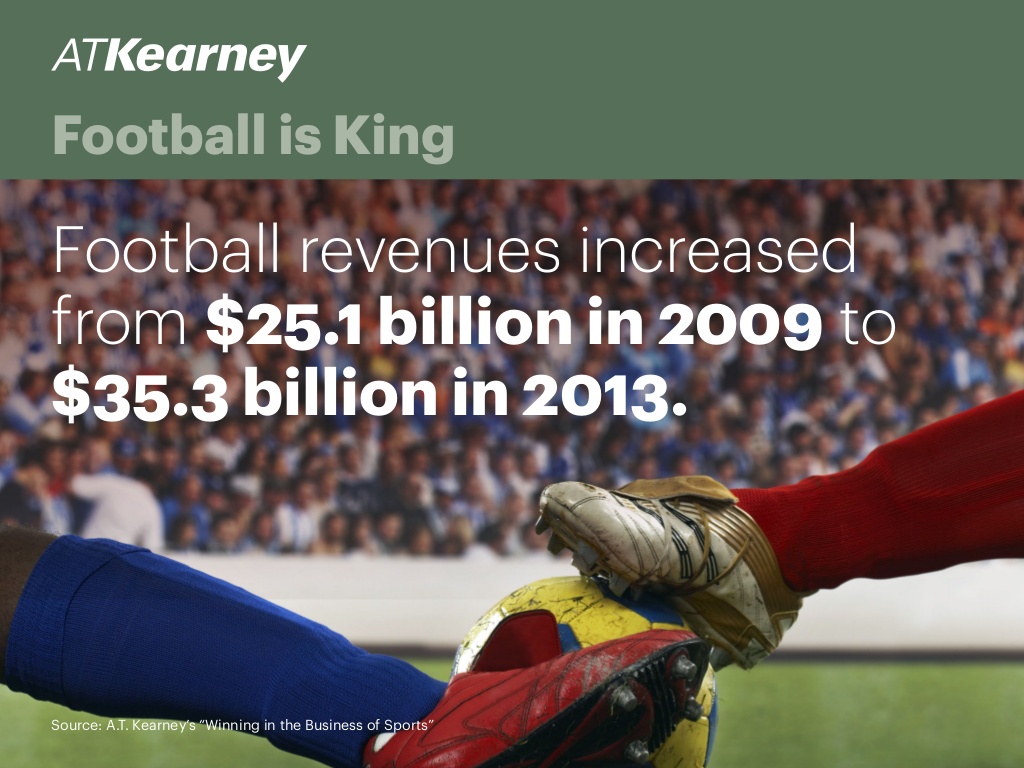 ATKearney
Football is King
Football revenues increased
from $25.1 billion in 2009 to
$35.3 billion in 2013.
Source: A.T. Kearney's “Winning in the Business of Sports”